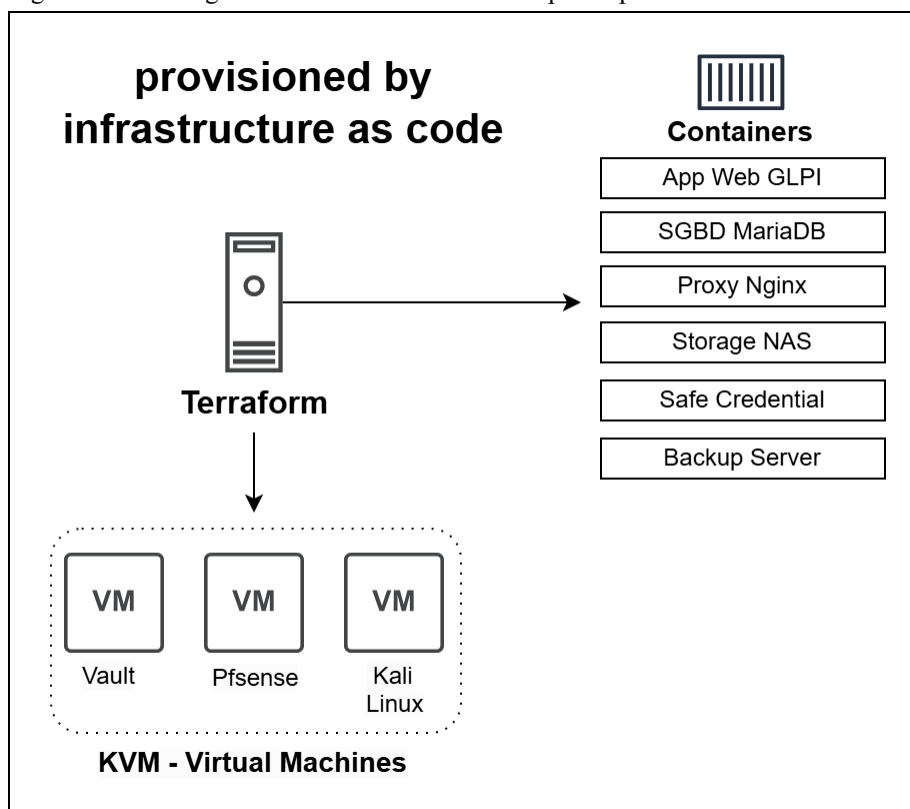 provisioned by
infrastructure as code
Containers
App Web GLPI
SGBD MariaDB
Proxy Nginx
Storage NAS
Safe Credential
Backup Server
Terraform
VM
VM
VM
Vault
Pfsense
Kali
Linux
KVM - Virtual Machines